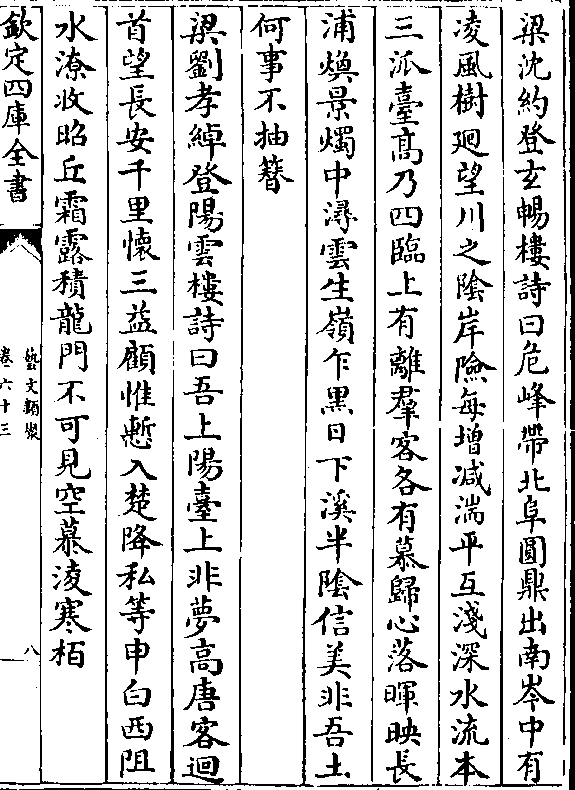 梁沈約登𤣥暢樓詩曰危峰帶北阜圓鼎出南岑中有
凌風樹廻望川之隂岸險每增减湍平互淺深水流本
三派臺髙乃四臨上有離羣客各有慕歸心落暉映長
浦煥景燭中潯雲生嶺乍黒日下溪半隂信美非吾土
何事不抽簪
梁劉孝綽登陽雲樓詩曰吾上陽臺上非夢高唐客迴
首望長安千里懷三益顧惟慙入楚降私等申白西阻
水潦收昭丘霜露積龍門不可見空慕淩寒栢
欽定四庫全書
藝文類聚
卷六十三
八